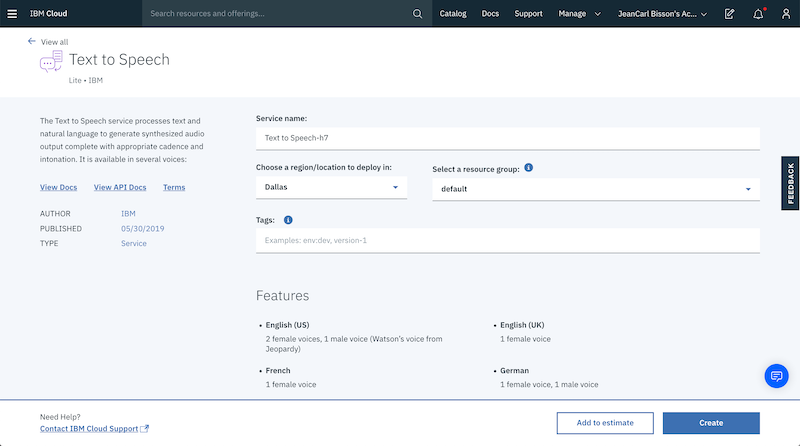 IBM Cloud
Search resources and offerings...
Catalog
Docs
Support
Manage
JeanCarl Bisson's Ac...
View all
Text to Speech
Lite • IBM
The Text to Speech service processes text and
natural language to generate synthesized audio
output complete with appropriate cadence and
intonation. It is available in several voices:
View Docs
View API Docs
Terms
AUTHOR IBM
PUBLISHED 05/30/2019
TYPE Service
Service name:
Text to Speech-h7
Choose a region/location to deploy in:
Dallas
Select a resource group:
default
Tags:
Examples: env:dev, version-1
Features
• English (US)
2 female voices, 1 male voice (Watson's voice from
Jeopardy)
• English (UK)
1 female voice
• French
1 female voice
• German
1 female voice, 1 male voice
FEEDBACK
Need Help?
Contact IBM Cloud Support
Add to estimate
Create